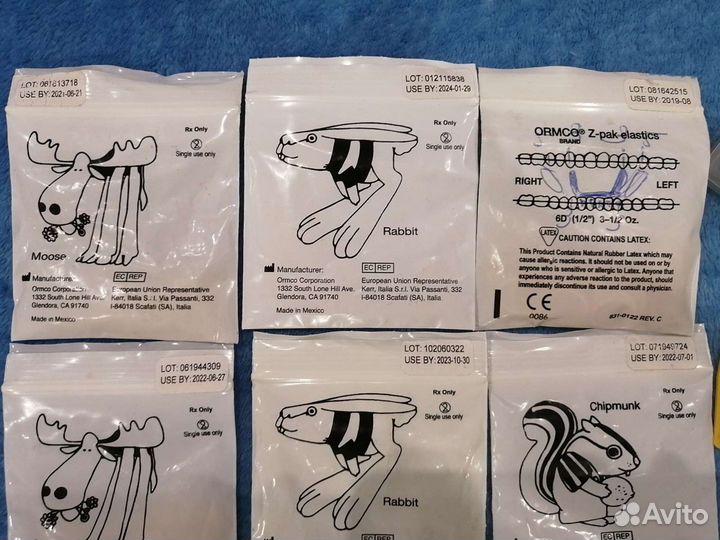 LOT: 061813718
USE BY: 2021-06-21
Rx Only
Single use only
Moose
EC REP
Manufacturer:
Ormco Corporation
1332 South Lone Hill Ave.
Glendora, CA 91740
European Union Representative
Kerr, Italia S.r.l. Via Passanti, 332
I-84018 Scafati (SA), Italia
Made in Mexico
LOT: 012115838
USE BY: 2024-01-29
Rx Only
Single use only
Rabbit
EC REP
Manufacturer:
Ormco Corporation
1332 South Lone Hill Ave.
Glendora, CA 91740
European Union Representative
Kerr, Italia S.r.l. Via Passanti, 332
I-84018 Scafati (SA), Italia
Made in Mexico
LOT: 081642515
USE BY: 2019-08
ORMCO® Z-pak elastics
BRAND
RIGHT LEFT
6D (1/2") 3-1/2 Oz.
LATEX CAUTION CONTAINS LATEX:
This Product Contains Natural Rubber Latex which may
cause allergic reactions. It should not be used on or by
anyone who is sensitive or allergic to Latex. Anyone that
experiences any adverse reaction to the product, should
immediately discontinue its use and consult a physician.
CE
0086
931-0122 REV. C
LOT: 061944309
USE BY: 2022-06-27
Rx Only
Single use only
Moose
EC REP
LOT: 102060322
USE BY: 2023-10-30
Rx Only
Single use only
Rabbit
EC REP
LOT: 071949724
USE BY: 2022-07-01
Rx Only
Single use only
Chipmunk
EC REP
Avito